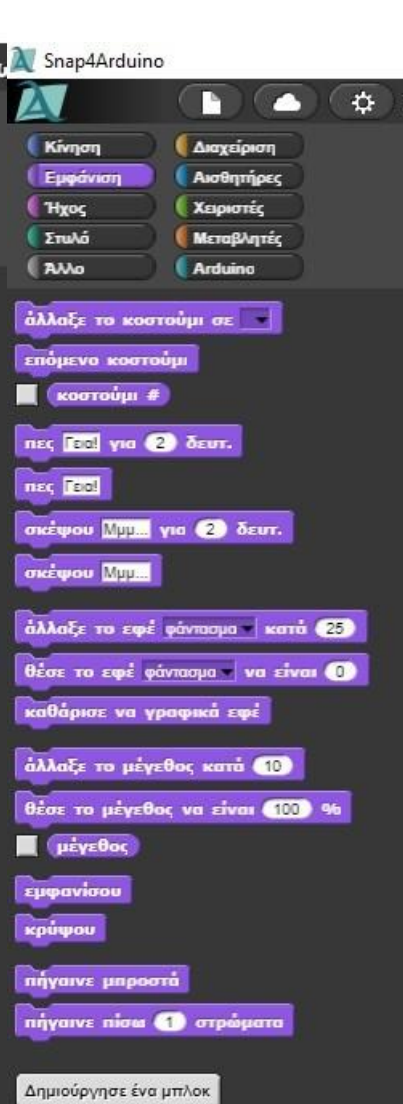 Snap4Arduino
Κίνηση Διαχείριση
Εμφάνιση Αισθητήρες
Ήχος Χειριστές
Στυλό Μεταβλητές
Άλλο Arduino
άλλαξε το κοστούμι σε
επόμενο κοστούμι
κοστούμι #
πες Γεια! για 2 δευτ.
πες Γεια!
σκέψου Μμμ... για 2 δευτ.
σκέψου Μμμ...
άλλαξε το εφέ φάντασμα κατά 25
θέσε το εφέ φάντασμα να είναι 0
καθάρισε να γραφικά εφέ
άλλαξε το μέγεθος κατά 10
θέσε το μέγεθος να είναι 100 %
μέγεθος
εμφανίσου
κρύψου
πήγαινε μπροστά
πήγαινε πίσω 1 στρώματα
Δημιούργησε ένα μπλοκ